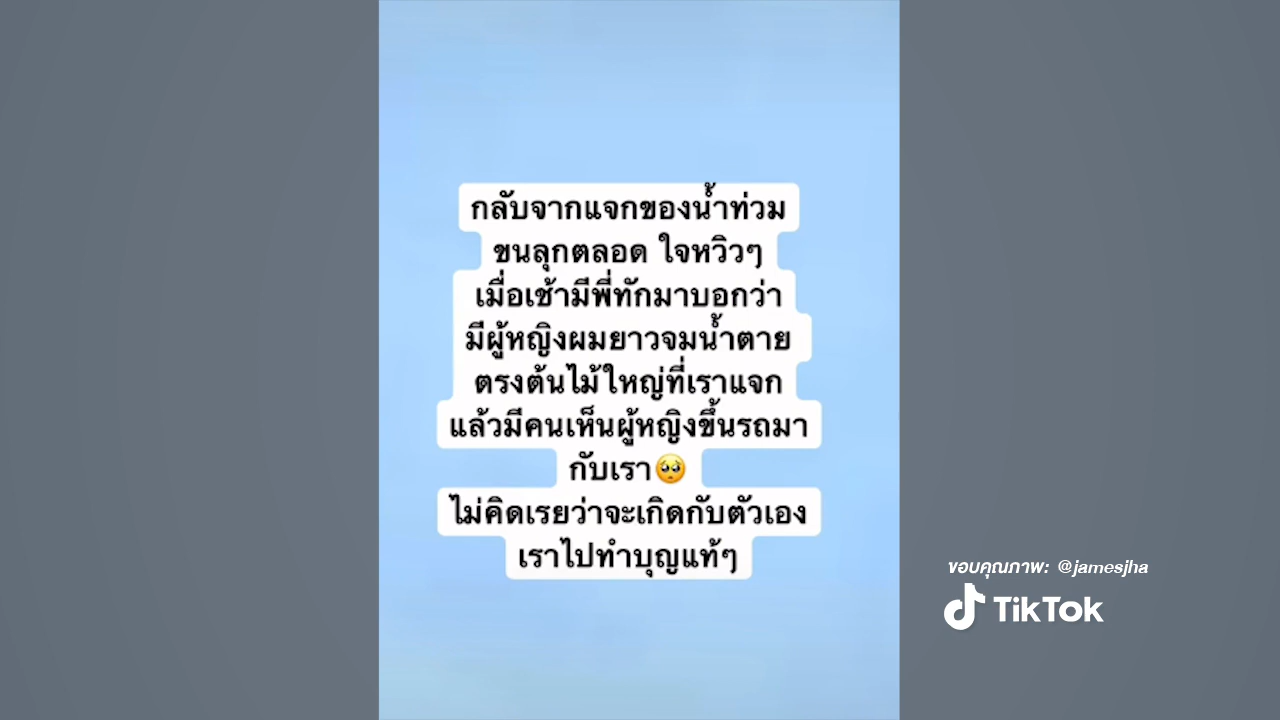 กลับจากแจกของน้ำท่วม
ขนลุกตลอด ใจหวิวๆ
เมื่อเช้ามีพี่ทักมาบอกว่า
มีผู้หญิงผมยาวจมน้ำตาย
ตรงต้นไม้ใหญ่ที่เราแจก
แล้วมีคนเห็นผู้หญิงขึ้นรถมา
กับเรา🥺
ไม่คิดเรยว่าจะเกิดกับตัวเอง
เราไปทำบุญแท้ๆ
ขอบคุณภาพ: @jamesjha
TikTok